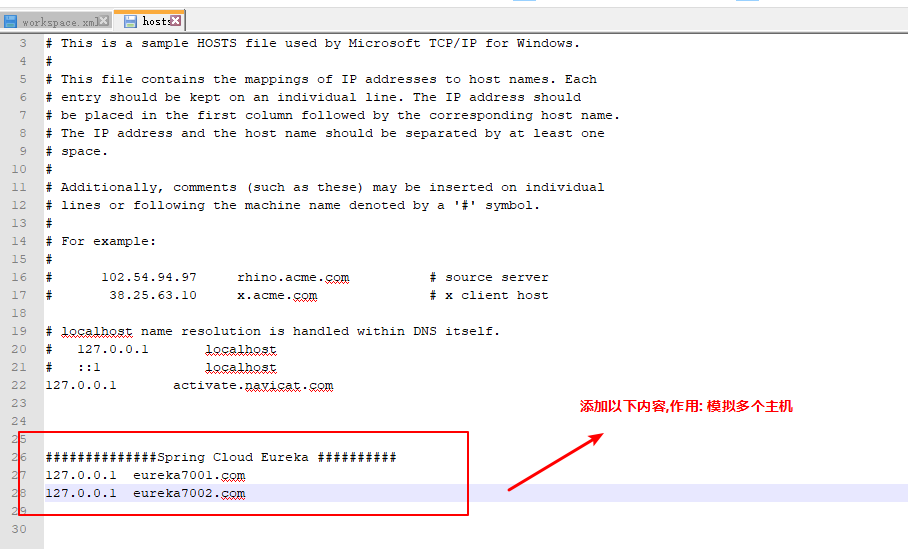 workspace.xml hosts
3 # This is a sample HOSTS file used by Microsoft TCP/IP for Windows.
4 #
5 # This file contains the mappings of IP addresses to host names. Each
6 # entry should be kept on an individual line. The IP address should
7 # be placed in the first column followed by the corresponding host name.
8 # The IP address and the host name should be separated by at least one
9 # space.
10 #
11 # Additionally, comments (such as these) may be inserted on individual
12 # lines or following the machine name denoted by a '#' symbol.
13 #
14 # For example:
15 #
16 #      102.54.94.97     rhino.acme.com          # source server
17 #       38.25.63.10     x.acme.com              # x client host
18
19 # localhost name resolution is handled within DNS itself.
20 #   127.0.0.1       localhost
21 #   ::1             localhost
22 127.0.0.1       activate.navicat.com
23
添加以下内容,作用: 模拟多个主机
24
25
26 ##############Spring Cloud Eureka ##########
27 127.0.0.1  eureka7001.com
28 127.0.0.1  eureka7002.com
29
30